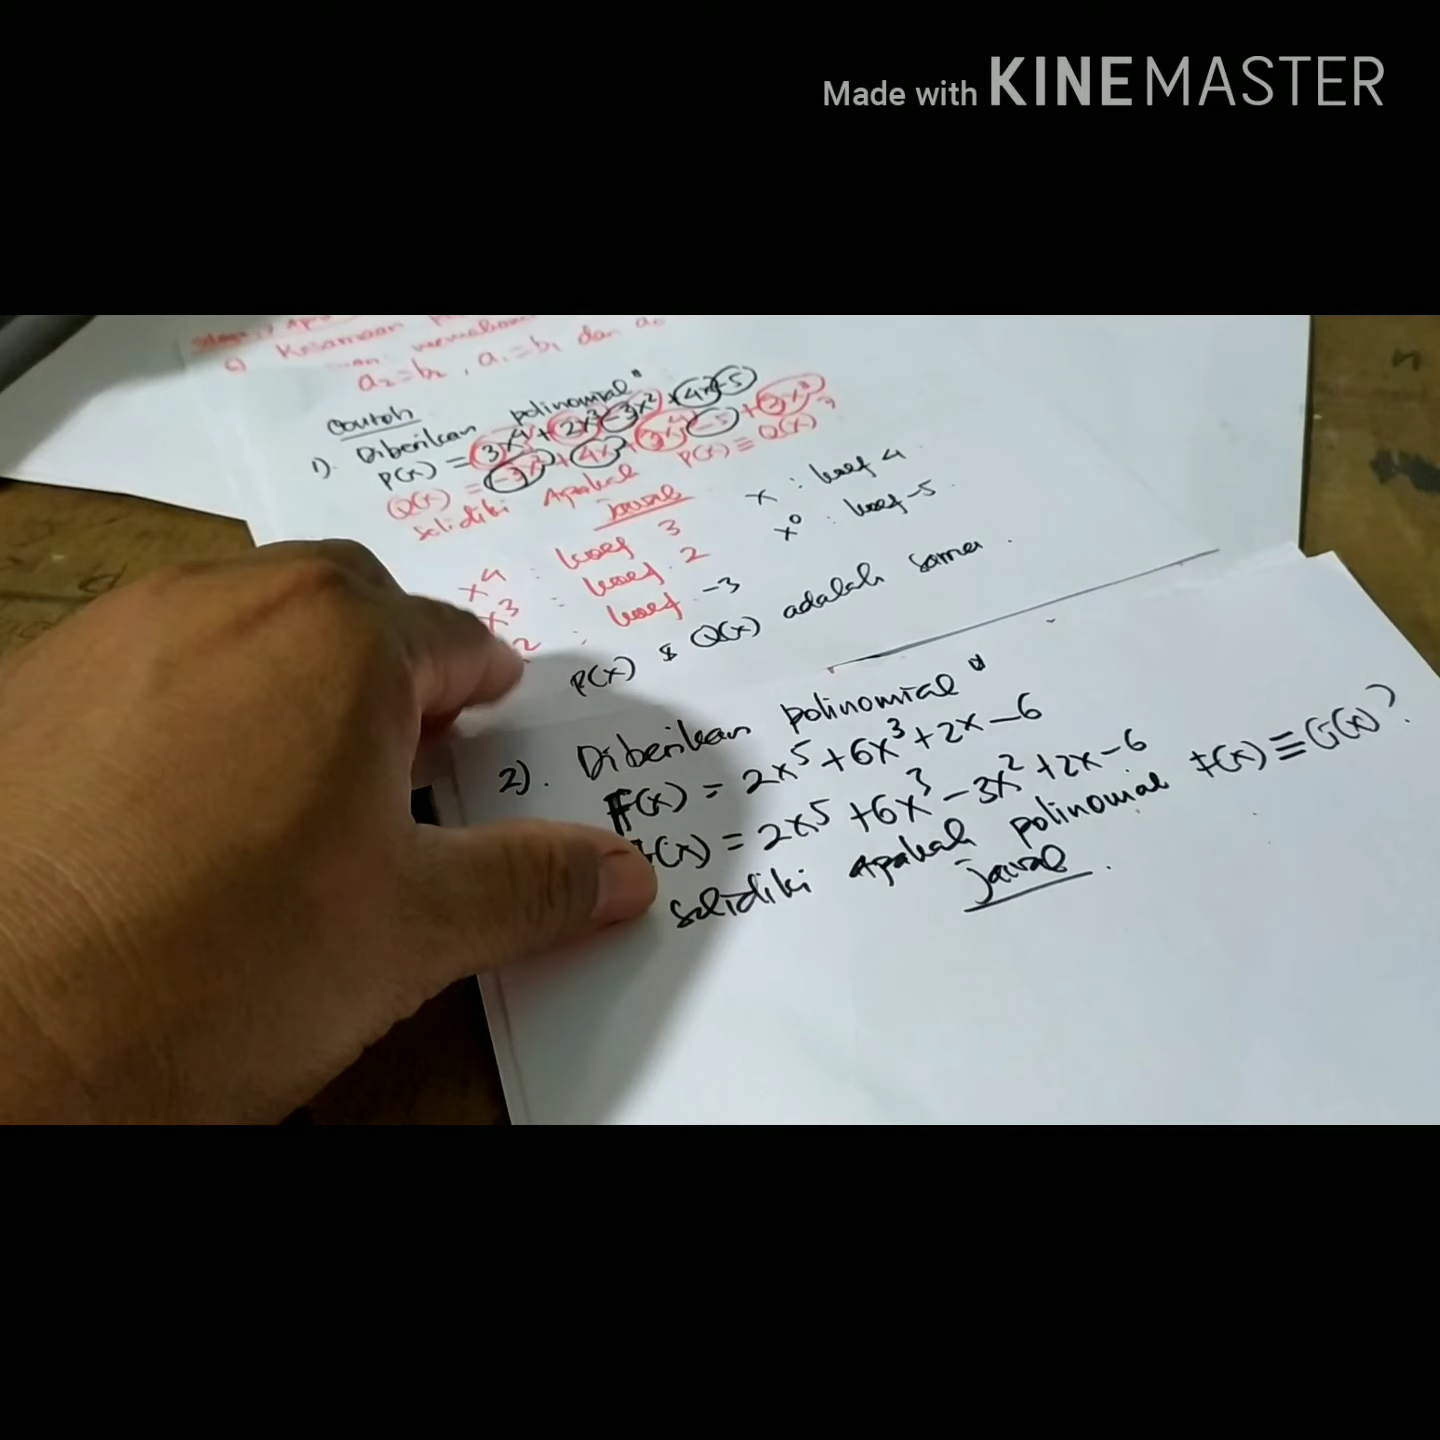 Made with KINEMASTER
c) Kesamaan
a₂=b₂, a₁=b₁ dan a₀
Contoh
1). Diberikan polinomial"
P(x) = 3x⁴+2x³-3x²+4x-5
Q(x) = -3x²+4x+3x⁴-5+
Selidiki Apakah P(x) ≡ Q(x)?
jawab
x⁴ : koef 3
x³ : koef 2
2 : koef -3
x : koef 4
x⁰ : koef -5
P(x) & Q(x) adalah sama.
2). Diberikan polinomial"
F(x) = 2x⁵+6x³+2x-6
(x) = 2x⁵+6x³-3x²+2x-6
Selidiki Apakah polinomial F(x)≡G(x)?
jawab.